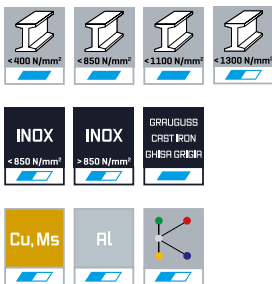 <400 N/mm² <850 N/mm² <1100 N/mm² <1300 N/mm²
INOX INOX GRAUGUSS
CAST IRON
GHISA GRIGIA
<850 N/mm² >850 N/mm²
Cu, Ms Al